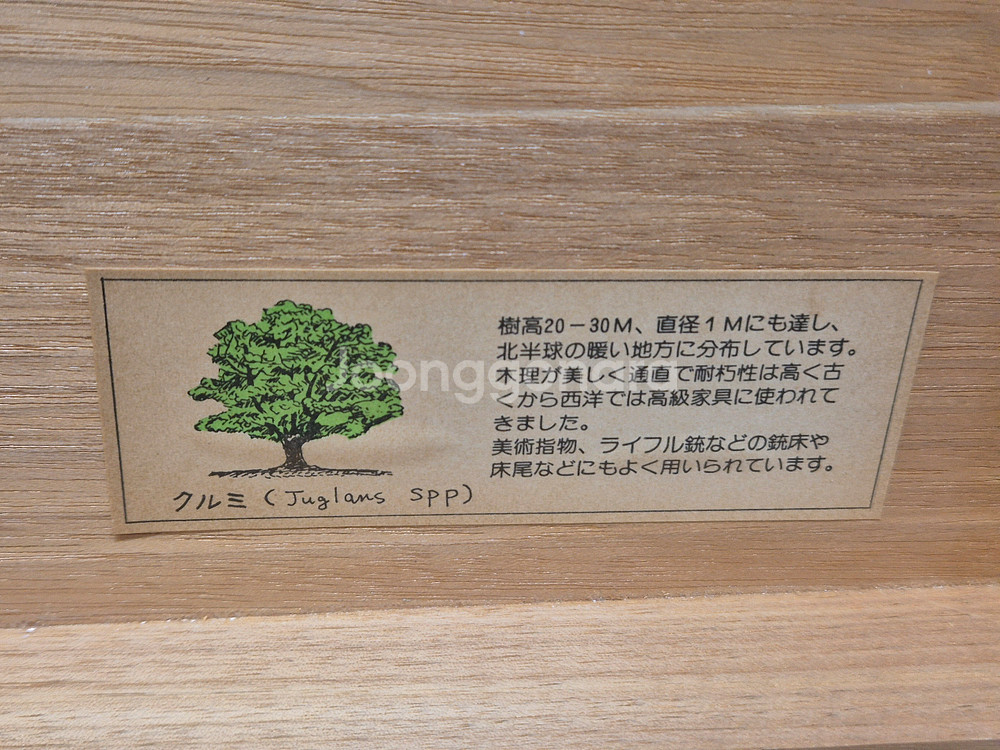 樹高20－30M、直径1Mにも達し、
北半球の暖い地方に分布しています。
木理が美しく通直で耐朽性は高く古
くから西洋では高級家具に使われて
きました。
美術指物、ライフル銃などの銃床や
床尾などにもよく用いられています。
クルミ (Juglans spp)
Joonggonara